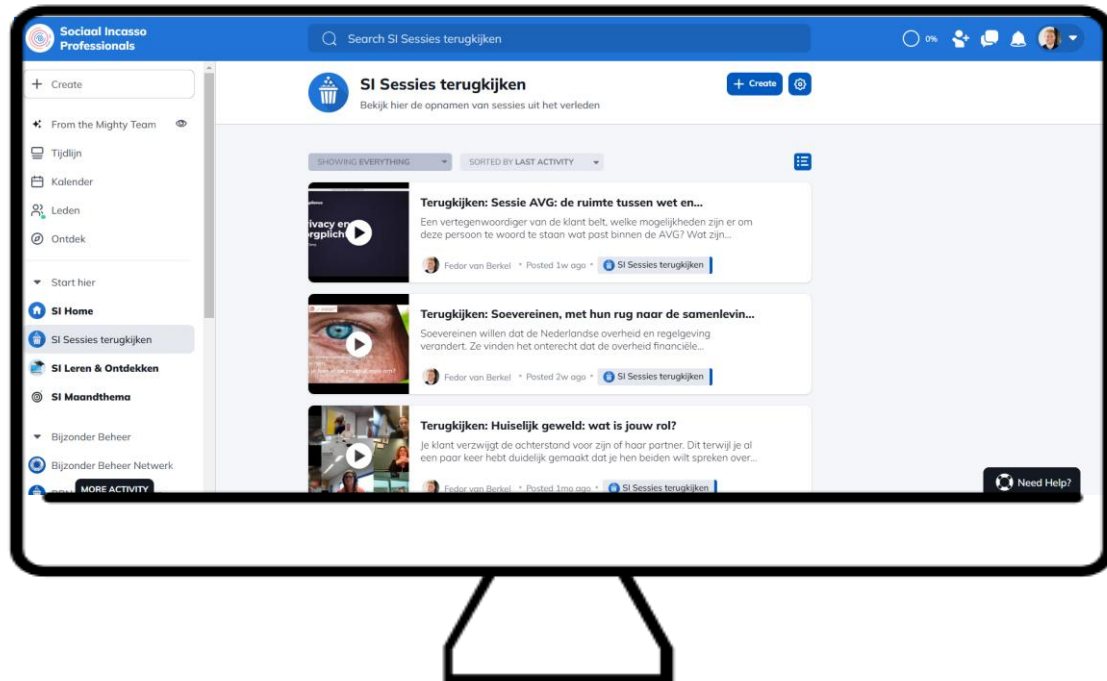 Sociaal Incasso
Professionals
Search SI Sessies terugkijken
0%
Create
From the Mighty Team
Tijdlijn
Kalender
Leden
Ontdek
Start hier
SI Home
SI Sessies terugkijken
SI Leren & Ontdekken
SI Maandthema
Bijzonder Beheer
Bijzonder Beheer Netwerk
MORE ACTIVITY
SI Sessies terugkijken
Bekijk hier de opnamen van sessies uit het verleden
+ Create
SHOWING EVERYTHING
SORTED BY LAST ACTIVITY
Terugkijken: Sessie AVG: de ruimte tussen wet en...
Een vertegenwoordiger van de klant belt, welke mogelijkheden zijn er om
deze persoon te woord te staan wat past binnen de AVG? Wat zijn...
Fedor van Berkel • Posted 1w ago • SI Sessies terugkijken
Terugkijken: Soevereinen, met hun rug naar de samenlevin...
Soevereinen willen dat de Nederlandse overheid en regelgeving
verandert. Ze vinden het onterecht dat de overheid financiële...
Fedor van Berkel • Posted 2w ago • SI Sessies terugkijken
Terugkijken: Huiselijk geweld: wat is jouw rol?
Je klant verzwijgt de achterstand voor zijn of haar partner. Dit terwijl je al
een paar keer hebt duidelijk gemaakt dat je hen beiden wilt spreken over...
Fedor van Berkel • Posted 1mo ago • SI Sessies terugkijken
Need Help?